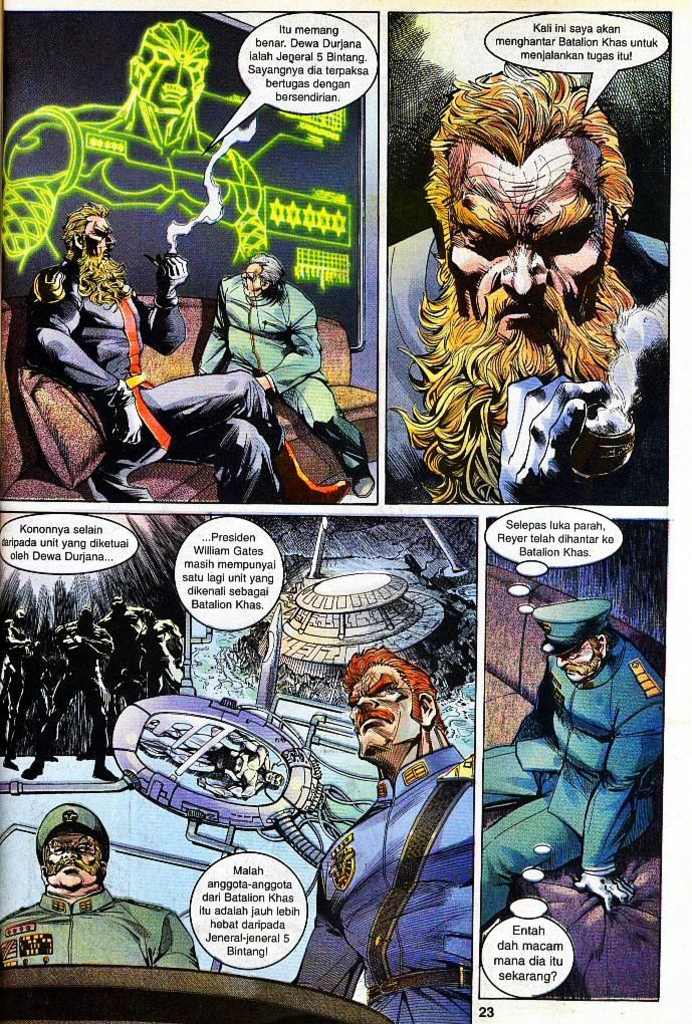 Itu memang
benar. Dewa Durjana
ialah Jeneral 5 Bintang.
Sayangnya dia terpaksa
bertugas dengan
bersendirian.
Kali ini saya akan
menghantar Batalion Khas untuk
menjalankan tugas itu!
Kononnya selain
daripada unit yang diketuai
oleh Dewa Durjana...
...Presiden
William Gates
masih mempunyai
satu lagi unit yang
dikenali sebagai
Batalion Khas.
Malah
anggota-anggota
dari Batalion Khas
itu adalah jauh lebih
hebat daripada
Jeneral-jeneral 5
Bintang!
Selepas luka parah,
Reyer telah dihantar ke
Batalion Khas.
Entah
dah macam
mana dia itu
sekarang?
23